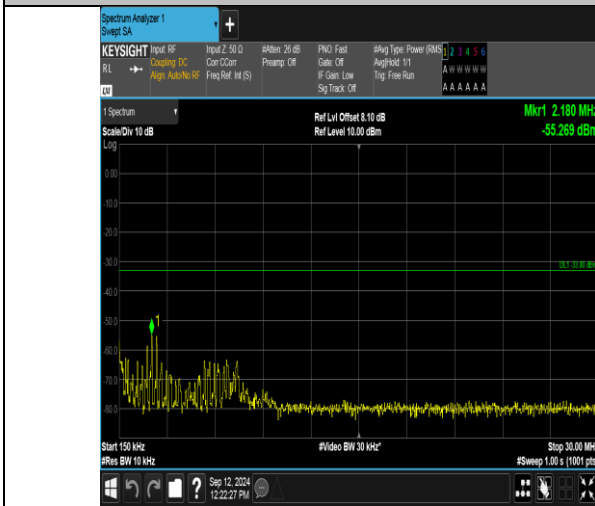 Spectrum Analyzer 1
Swept SA
+
KEYSIGHT
RL
Input: RF
Coupling: DC
Align: Auto/No RF
Input Z: 50 Ω
Corr CCorr
Freq Ref: Int (S)
#Atten: 26 dB
Preamp: Off
PNO: Fast
Gate: Off
IF Gain: Low
Sig Track: Off
#Avg Type: Power (RMS
Avg|Hold: 1/1
Trig: Free Run
1 2 3 4 5 6
A W W W W W
A A A A A A
1 Spectrum
Scale/Div 10 dB
Log
Ref Lvl Offset 8.10 dB
Ref Level 10.00 dBm
Mkr1 2.180 MHz
-55.269 dBm
0.00
-10.0
-20.0
-30.0
DL1 -33.00 dBm
-40.0
-50.0
1
-60.0
-70.0
-80.0
Start 150 kHz
#Res BW 10 kHz
#Video BW 30 kHz*
Stop 30.00 MH
#Sweep 1.00 s (1001 pts
?
Sep 12, 2024
12:22:27 PM